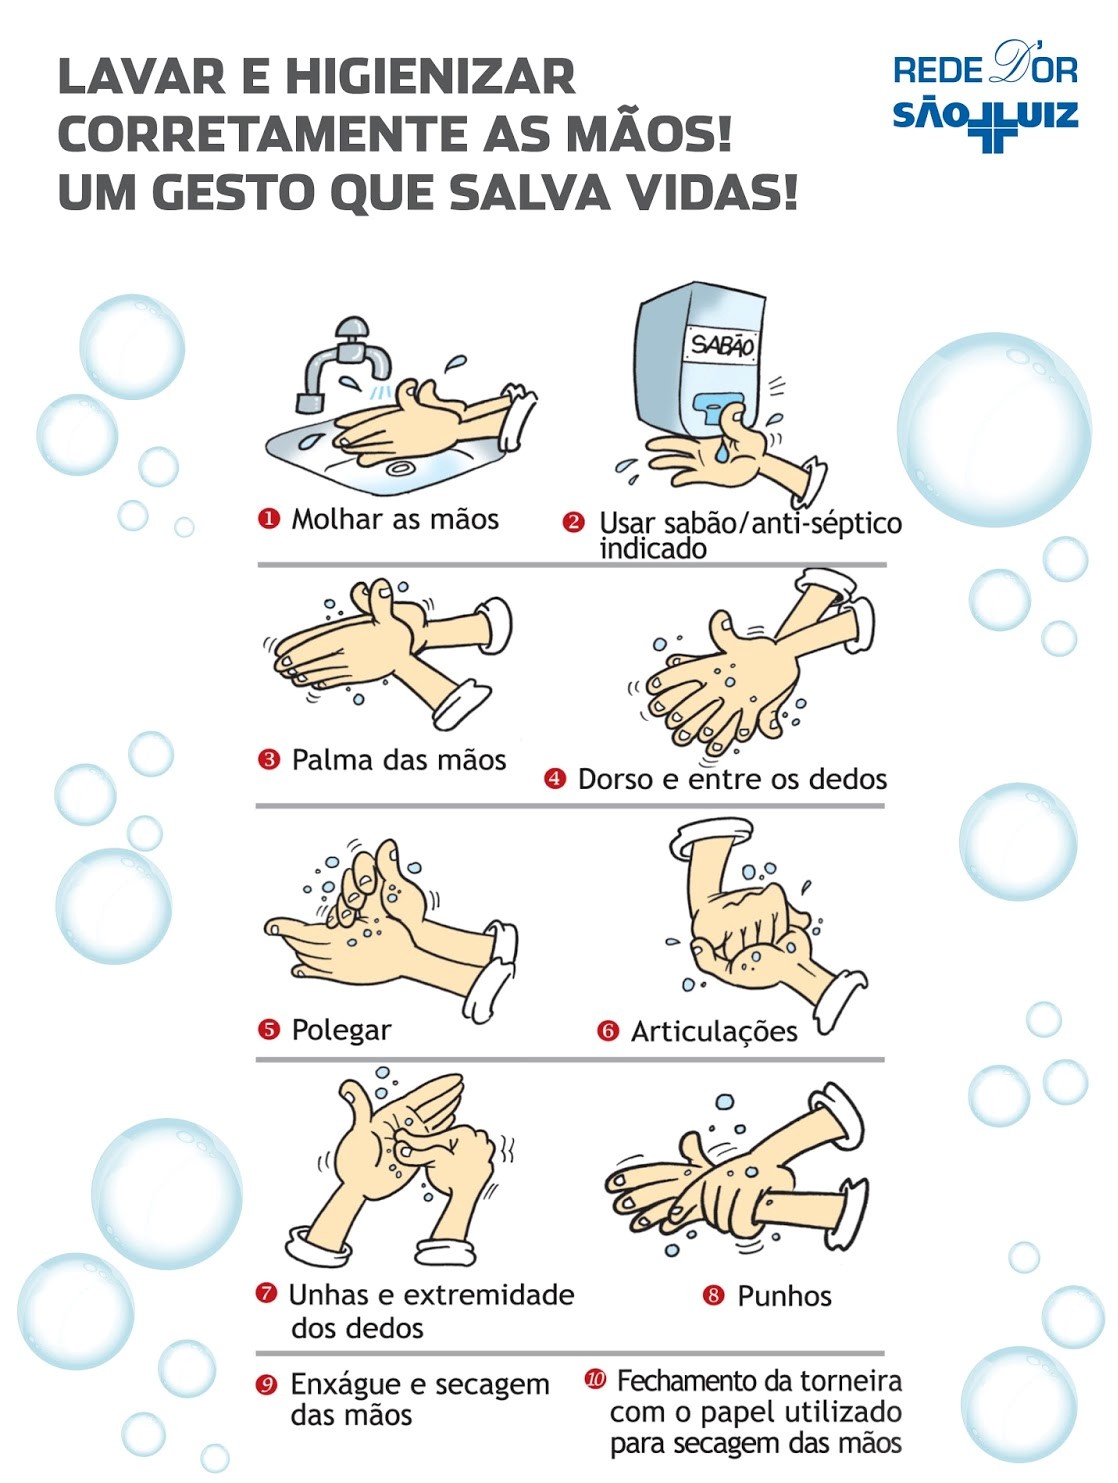 LAVAR E HIGIENIZAR
CORRETAMENTE AS MÃOS!
UM GESTO QUE SALVA VIDAS!
REDE D'OR
SÃO LUIZ
SABÃO
1 Molhar as mãos
2 Usar sabão/anti-séptico
indicado
3 Palma das mãos
4 Dorso e entre os dedos
5 Polegar
6 Articulações
7 Unhas e extremidade
dos dedos
8 Punhos
9 Enxágue e secagem
das mãos
10 Fechamento da torneira
com o papel utilizado
para secagem das mãos